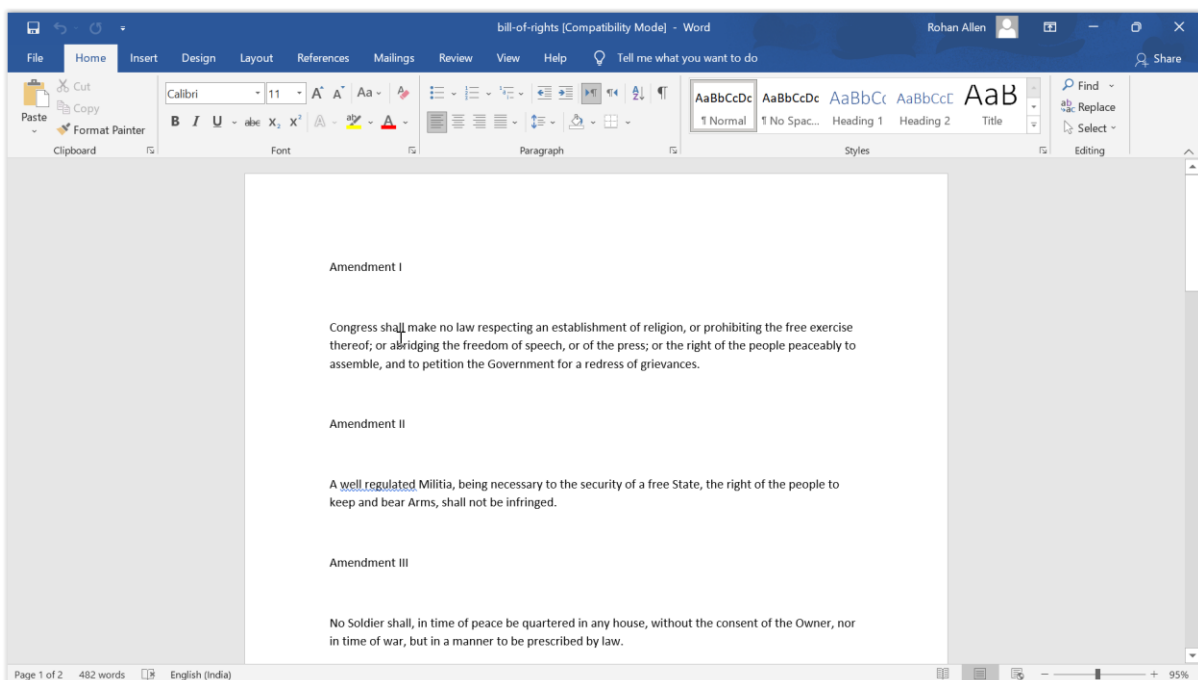 bill-of-rights [Compatibility Mode] - Word
Rohan Allen
File Home Insert Design Layout References Mailings Review View Help Tell me what you want to do
Share
Cut
Copy
Paste
Format Painter
Clipboard
Calibri 11 A A Aa
B I U abc X₂ X² A aby A
Font
Paragraph
AaBbCcDc AaBbCcDc AaBbCc AaBbCcE AaB
¶ Normal ¶ No Spac... Heading 1 Heading 2 Title
Styles
Find
Replace
Select
Editing
Amendment I
Congress shall make no law respecting an establishment of religion, or prohibiting the free exercise
thereof; or abridging the freedom of speech, or of the press; or the right of the people peaceably to
assemble, and to petition the Government for a redress of grievances.
Amendment II
A well regulated Militia, being necessary to the security of a free State, the right of the people to
keep and bear Arms, shall not be infringed.
Amendment III
No Soldier shall, in time of peace be quartered in any house, without the consent of the Owner, nor
in time of war, but in a manner to be prescribed by law.
Page 1 of 2 482 words English (India)
95%